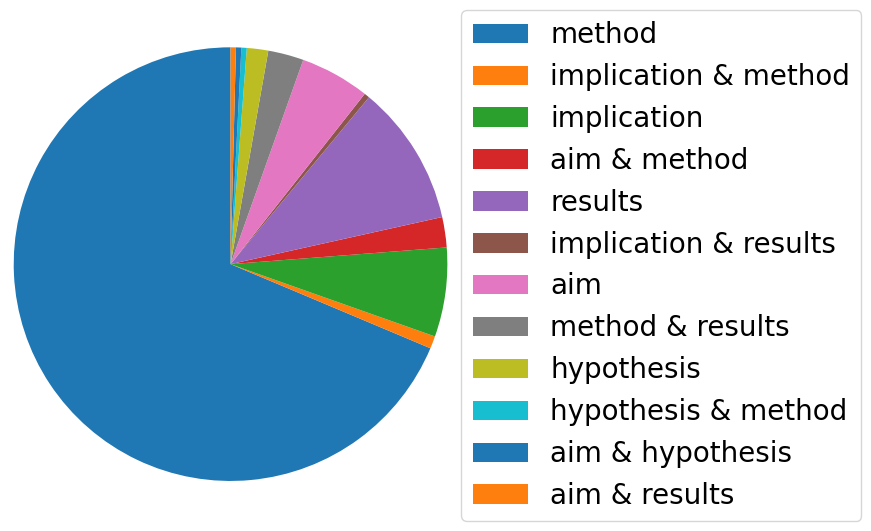 method
implication & method
implication
aim & method
results
implication & results
aim
method & results
hypothesis
hypothesis & method
aim & hypothesis
aim & results